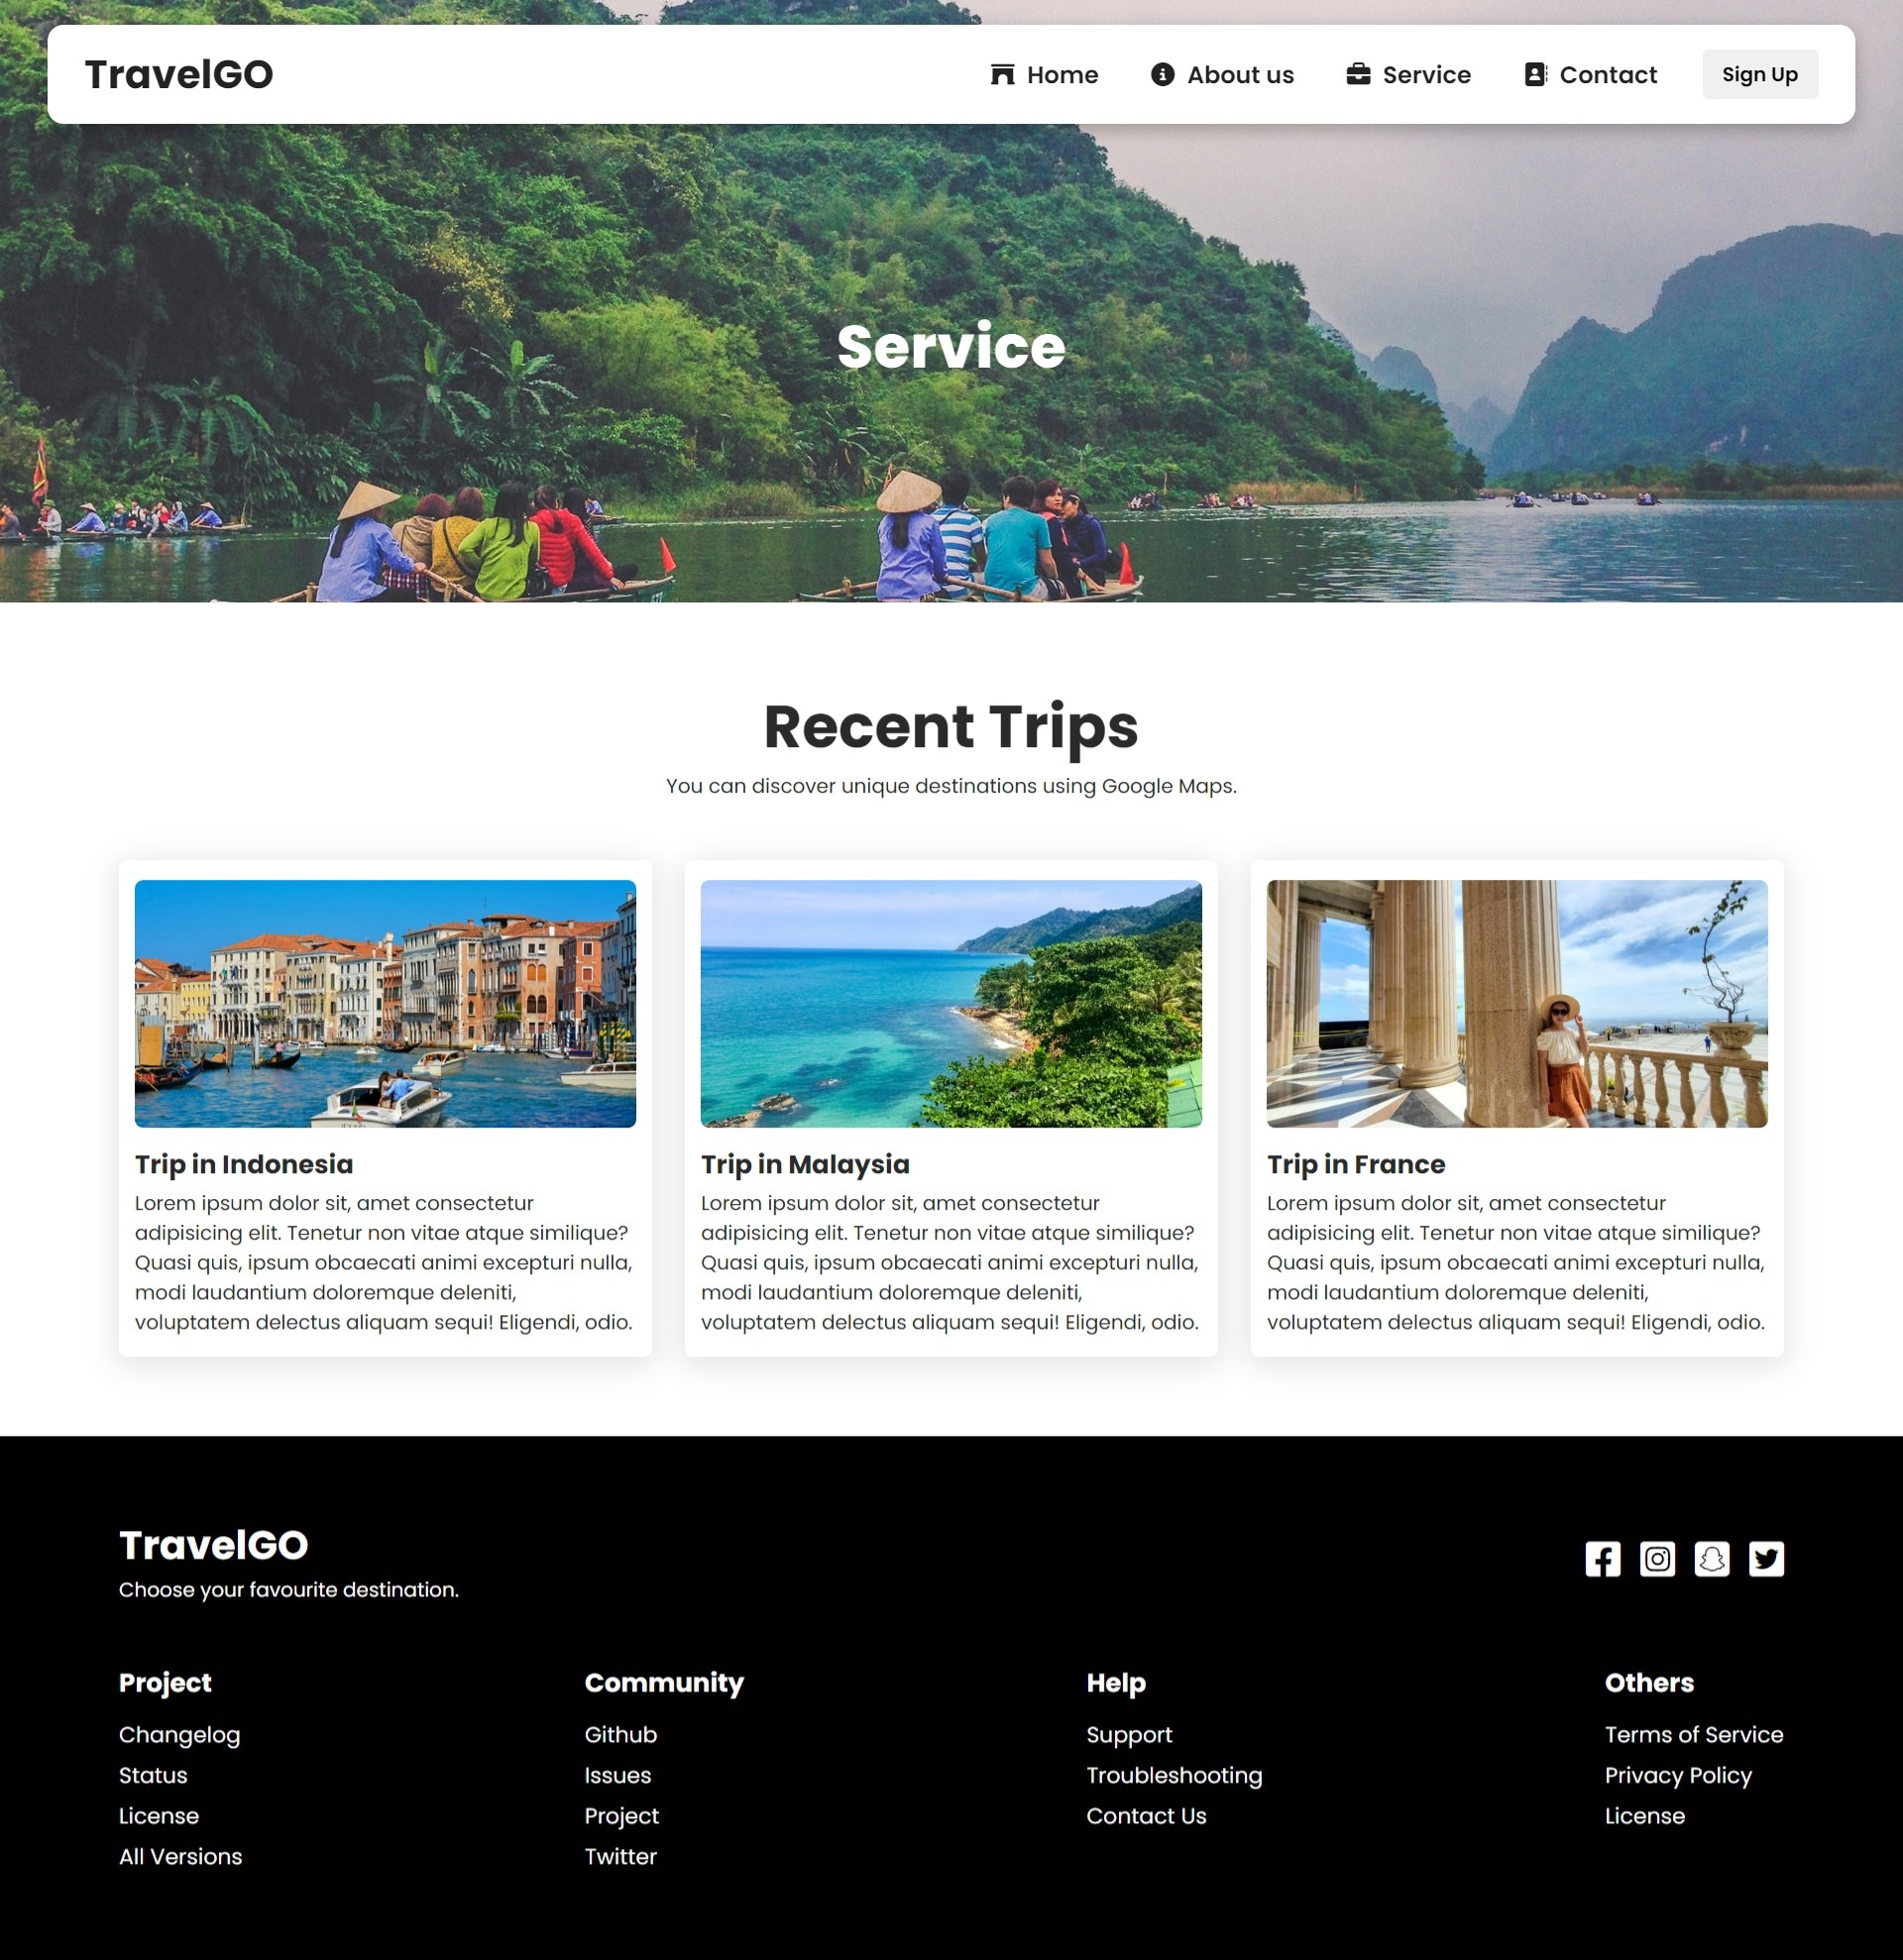 TravelGO
Home
About us
Service
Contact
Sign Up
Service
Recent Trips
You can discover unique destinations using Google Maps.
Trip in Indonesia
Lorem ipsum dolor sit, amet consectetur
adipisicing elit. Tenetur non vitae atque similique?
Quasi quis, ipsum obcaecati animi excepturi nulla,
modi laudantium doloremque deleniti,
voluptatem delectus aliquam sequi! Eligendi, odio.
Trip in Malaysia
Lorem ipsum dolor sit, amet consectetur
adipisicing elit. Tenetur non vitae atque similique?
Quasi quis, ipsum obcaecati animi excepturi nulla,
modi laudantium doloremque deleniti,
voluptatem delectus aliquam sequi! Eligendi, odio.
Trip in France
Lorem ipsum dolor sit, amet consectetur
adipisicing elit. Tenetur non vitae atque similique?
Quasi quis, ipsum obcaecati animi excepturi nulla,
modi laudantium doloremque deleniti,
voluptatem delectus aliquam sequi! Eligendi, odio.
TravelGO
Choose your favourite destination.
Project
Changelog
Status
License
All Versions
Community
Github
Issues
Project
Twitter
Help
Support
Troubleshooting
Contact Us
Others
Terms of Service
Privacy Policy
License